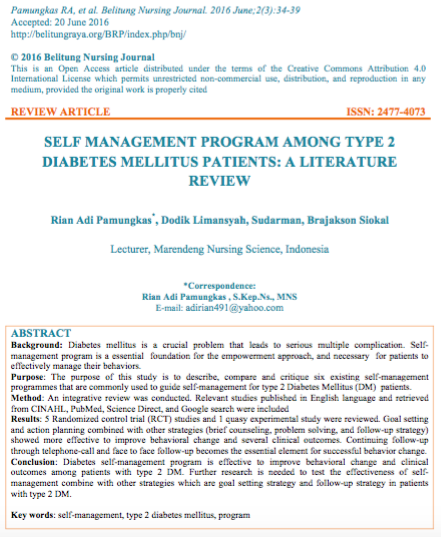 Pamungkas RA, et al. Belitung Nursing Journal. 2016 June;2(3):34-39
Accepted: 20 June 2016
http://belitungraya.org/BRP/index.php/bnj/
© 2016 Belitung Nursing Journal
This is an Open Access article distributed under the terms of the Creative Commons Attribution 4.0
International License which permits unrestricted non-commercial use, distribution, and reproduction in any
medium, provided the original work is properly cited
REVIEW ARTICLE ISSN: 2477-4073
SELF MANAGEMENT PROGRAM AMONG TYPE 2
DIABETES MELLITUS PATIENTS: A LITERATURE
REVIEW
Rian Adi Pamungkas*, Dodik Limansyah, Sudarman, Brajakson Siokal
Lecturer, Marendeng Nursing Science, Indonesia
*Correspondence:
Rian Adi Pamungkas , S.Kep.Ns., MNS
E-mail: adirian491@yahoo.com
ABSTRACT
Background: Diabetes mellitus is a crucial problem that leads to serious multiple complication. Self-
management program is a essential foundation for the empowerment approach, and necessary for patients to
effectively manage their behaviors.
Purpose: The purpose of this study is to describe, compare and critique six existing self-management
programmes that are commonly used to guide self-management for type 2 Diabetes Mellitus (DM) patients.
Method: An integrative review was conducted. Relevant studies published in English language and retrieved
from CINAHL, PubMed, Science Direct, and Google search were included
Results: 5 Randomized control trial (RCT) studies and 1 quasy experimental study were reviewed. Goal setting
and action planning combined with other strategies (brief counseling, problem solving, and follow-up strategy)
showed more effective to improve behavioral change and several clinical outcomes. Continuing follow-up
through telephone-call and face to face follow-up becomes the essential element for successful behavior change.
Conclusion: Diabetes self-management program is effective to improve behavioral change and clinical
outcomes among patients with type 2 DM. Further research is needed to test the effectiveness of self-
management combine with other strategies which are goal setting strategy and follow-up strategy in patients
with type 2 DM.
Key words: self-management, type 2 diabetes mellitus, program